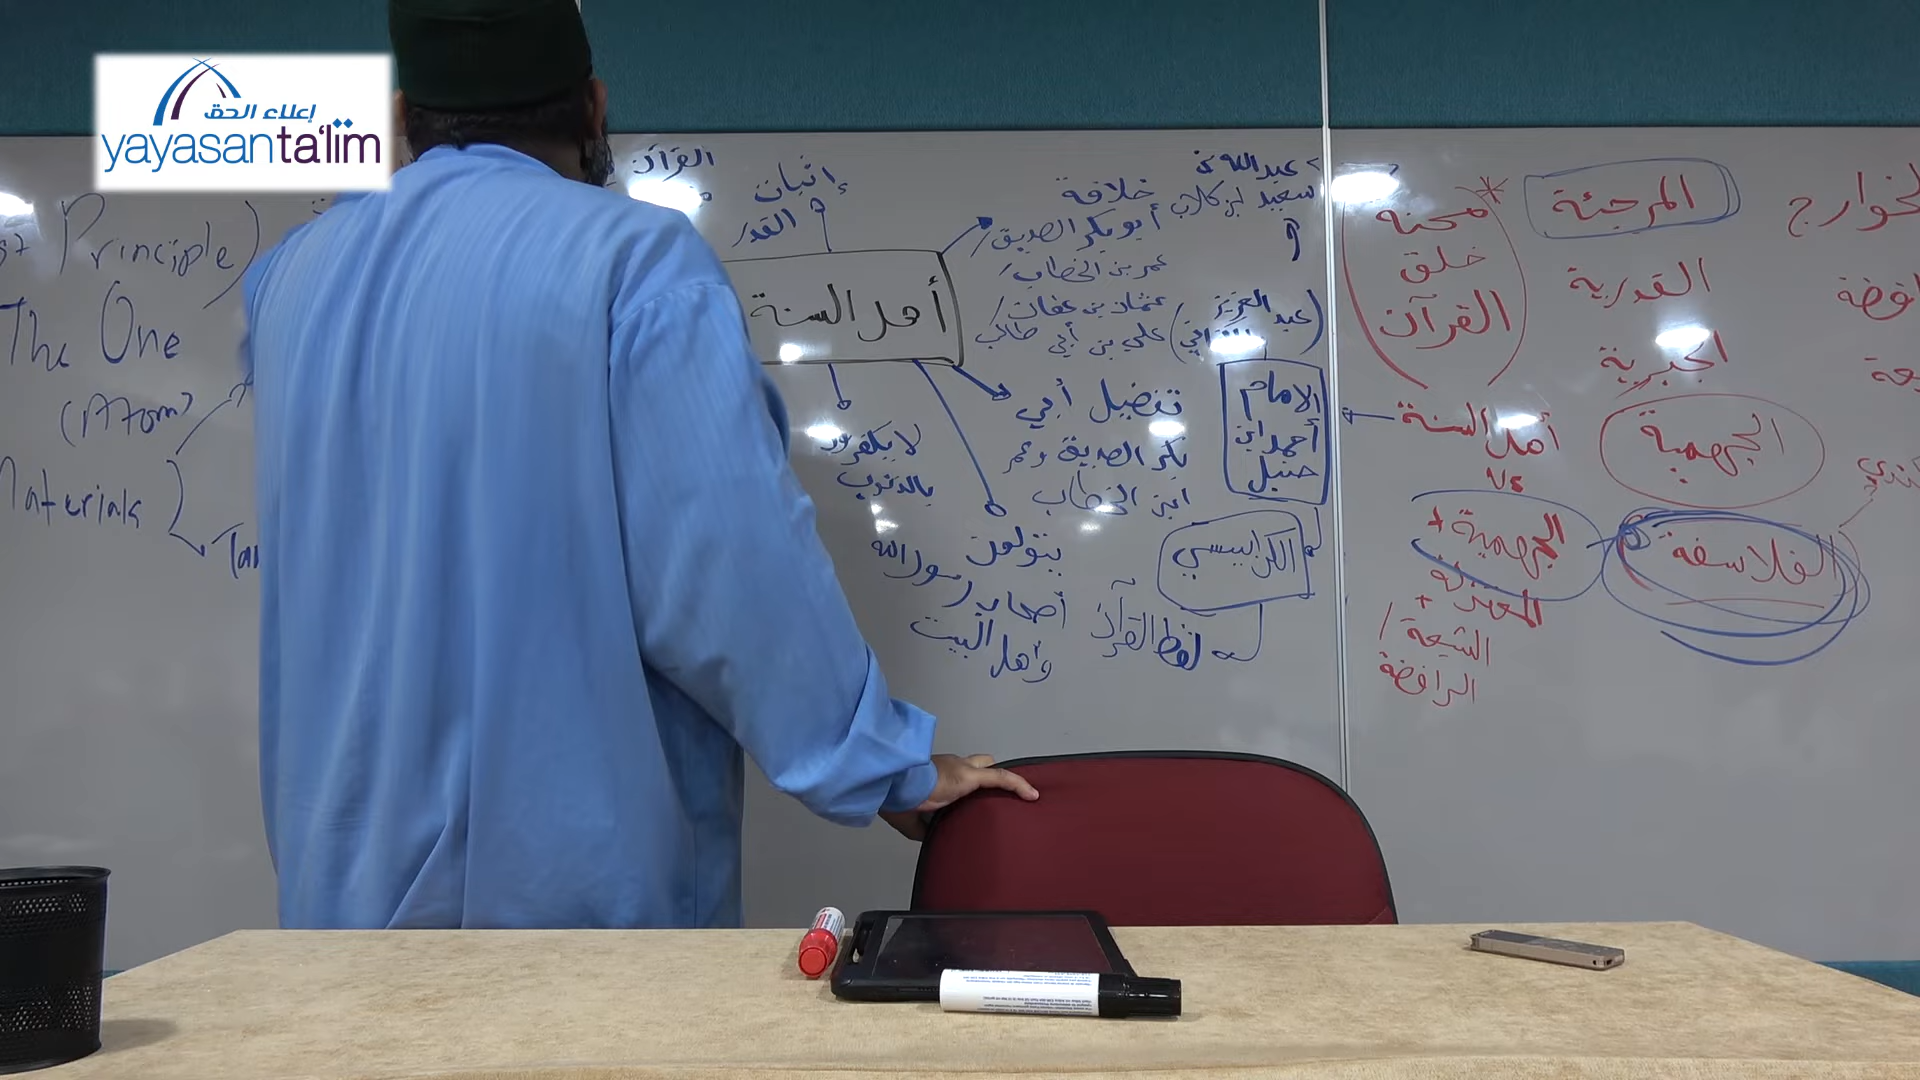 إعلاء الحق
yayasanta'lim
Principle)
The One
(Atom)
Materials
القرآن
إثبات
القدر
أهل السنة
خلافة
أبو بكر الصديق/
عمر بن الخطاب/
عثمان بن عفان/
علي بن أبي طالب
تفضيل أبي
بكر الصديق وعمر
ابن الخطاب
لا يكفرون
بالذنوب
يتولون
أصحاب رسول الله
وأهل البيت
عبد الله بن
سعيد ابن كلاب
(عبد العزيز
الإمام
أحمد ابن
حنبل
الكرابيسي
لفظ القرآن
محنة
خلق
القرآن
أهل السنة
vs
الجهمية +
المعتزلة +
الشيعة /
الرافضة
المرجئة
القدرية
الجبرية
الجهمية
الفلاسفة